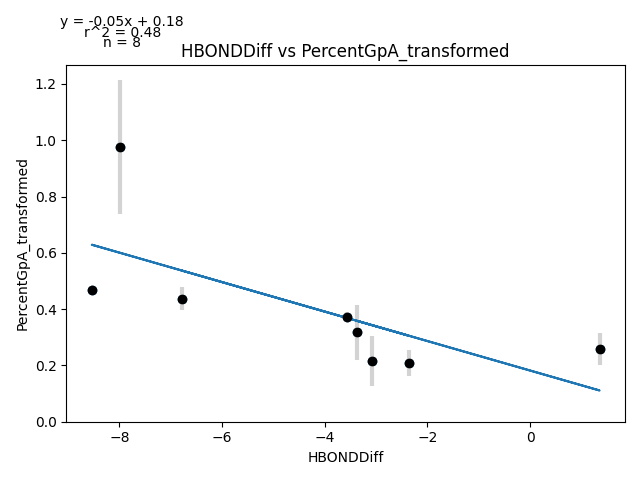 y = -0.05x + 0.18
r^2 = 0.48
n = 8
HBONDDiff vs PercentGpA_transformed
PercentGpA_transformed
1.2
1.0
0.8
0.6
0.4
0.2
0.0
−8
−6
−4
−2
0
HBONDDiff